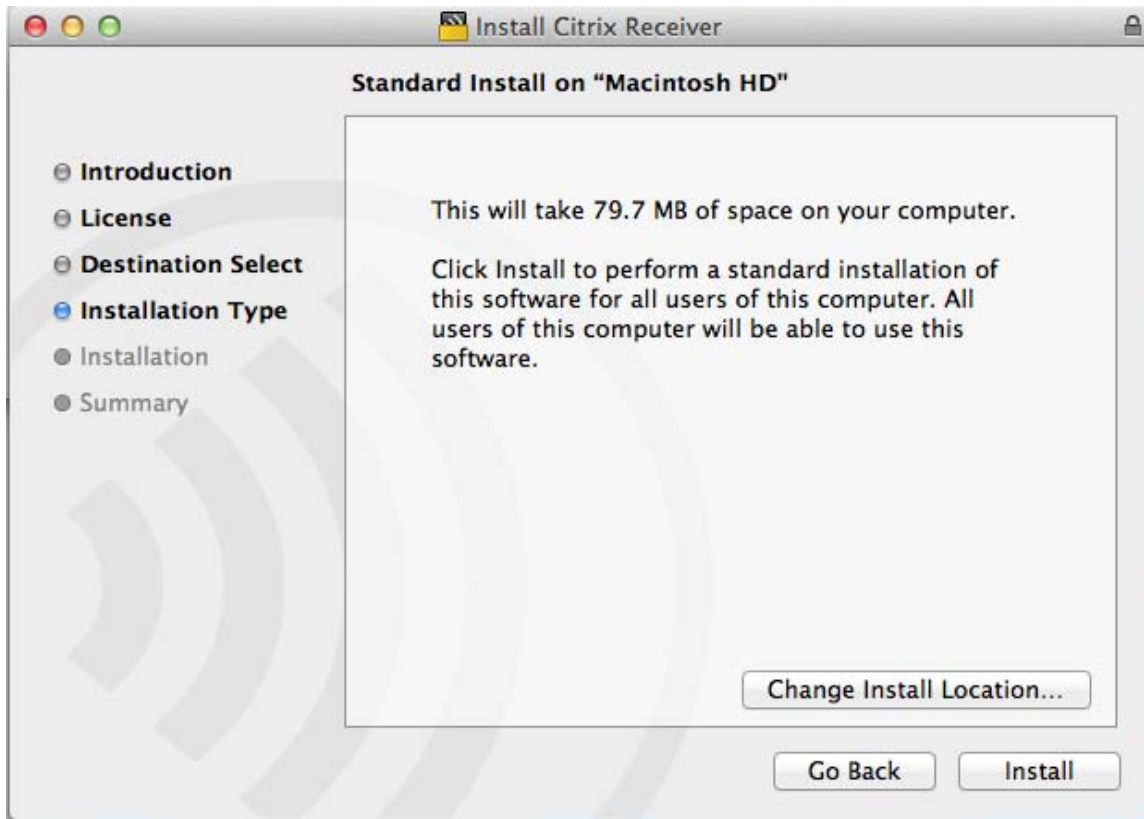 Install Citrix Receiver
Standard Install on “Macintosh HD”
Introduction
License
Destination Select
Installation Type
Installation
Summary
This will take 79.7 MB of space on your computer.
Click Install to perform a standard installation of
this software for all users of this computer. All
users of this computer will be able to use this
software.
Change Install Location...
Go Back
Install